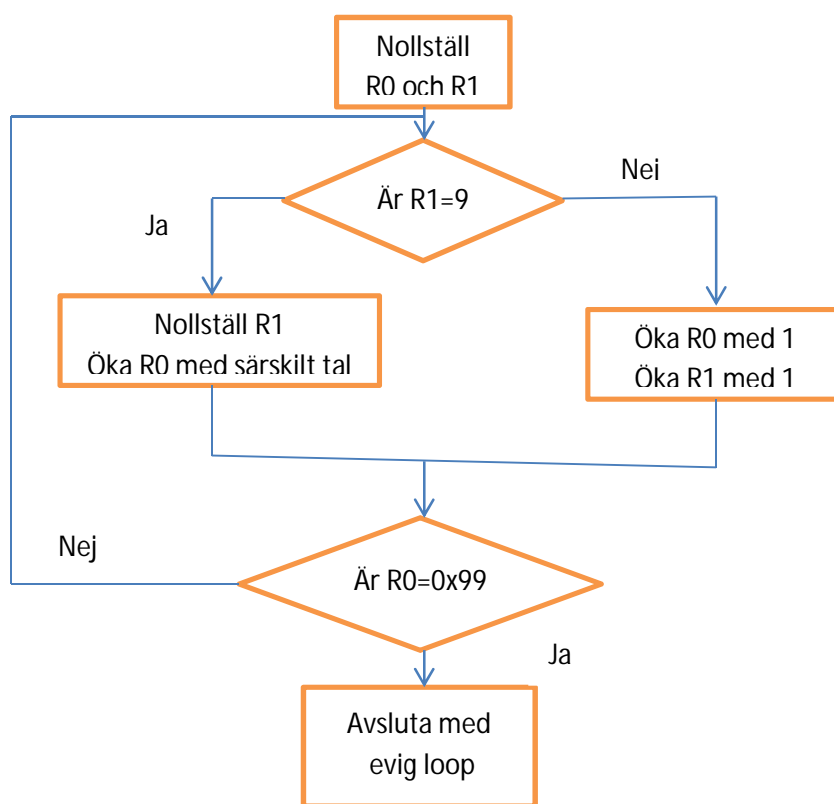 Nollställ
R0 och R1
Är R1=9
Nei
Ja
Nollställ R1
Öka R0 med särskilt tal
Öka R0 med 1
Öka R1 med 1
Nej
Är R0=0x99
Ja
Avsluta med
evig loop